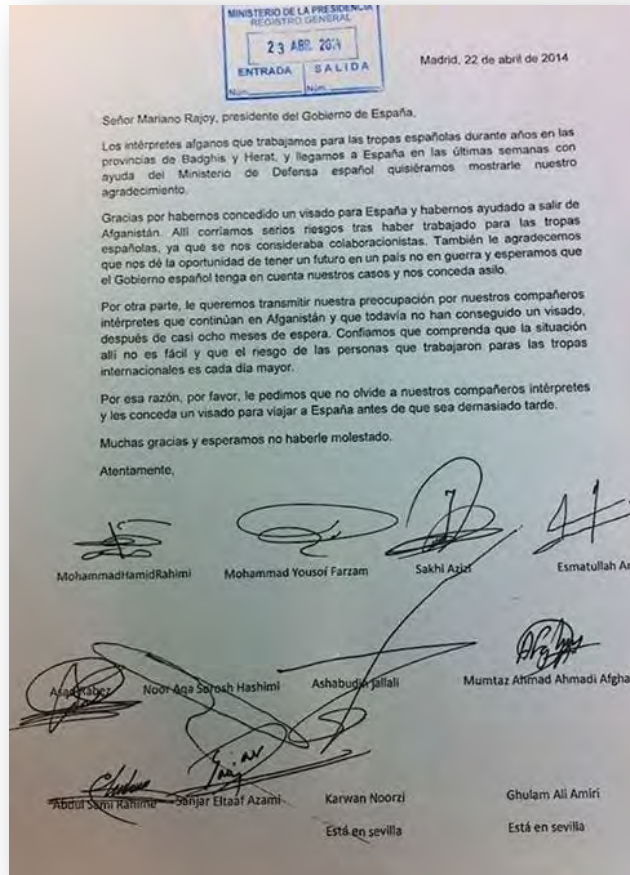 MINISTERIO DE LA PRESIDENCIA
REGISTRO GENERAL
23 ABR. 2014
ENTRADA SALIDA
Núm. Núm.
Madrid, 22 de abril de 2014
Señor Mariano Rajoy, presidente del Gobierno de España,
Los intérpretes afganos que trabajamos para las tropas españolas durante años en las
provincias de Badghis y Herat, y llegamos a España en las últimas semanas con
ayuda del Ministerio de Defensa español quisiéramos mostrarle nuestro
agradecimiento.
Gracias por habernos concedido un visado para España y habernos ayudado a salir de
Afganistán. Allí corríamos serios riesgos tras haber trabajado para las tropas
españolas, ya que se nos consideraba colaboracionistas. También le agradecemos
que nos dé la oportunidad de tener un futuro en un país no en guerra y esperamos que
el Gobierno español tenga en cuenta nuestros casos y nos conceda asilo.
Por otra parte, le queremos transmitir nuestra preocupación por nuestros compañeros
intérpretes que continúan en Afganistán y que todavía no han conseguido un visado,
después de casi ocho meses de espera. Confiamos que comprenda que la situación
allí no es fácil y que el riesgo de las personas que trabajaron paras las tropas
internacionales es cada día mayor.
Por esa razón, por favor, le pedimos que no olvide a nuestros compañeros intérpretes
y les conceda un visado para viajar a España antes de que sea demasiado tarde.
Muchas gracias y esperamos no haberle molestado.
Atentamente,
MohammadHamidRahimi Mohammad Yousof Farzam Sakhi Azizi Esmatullah
Noor Aqa Sorosh Hashimi Ashabudin Jallali Mumtaz Ahmad Ahmadi Afgha
Abdul Sami Rahime Sanjar Eltaaf Azami Karwan Noorzi Ghulam Ali Amiri
Está en sevilla Está en sevilla